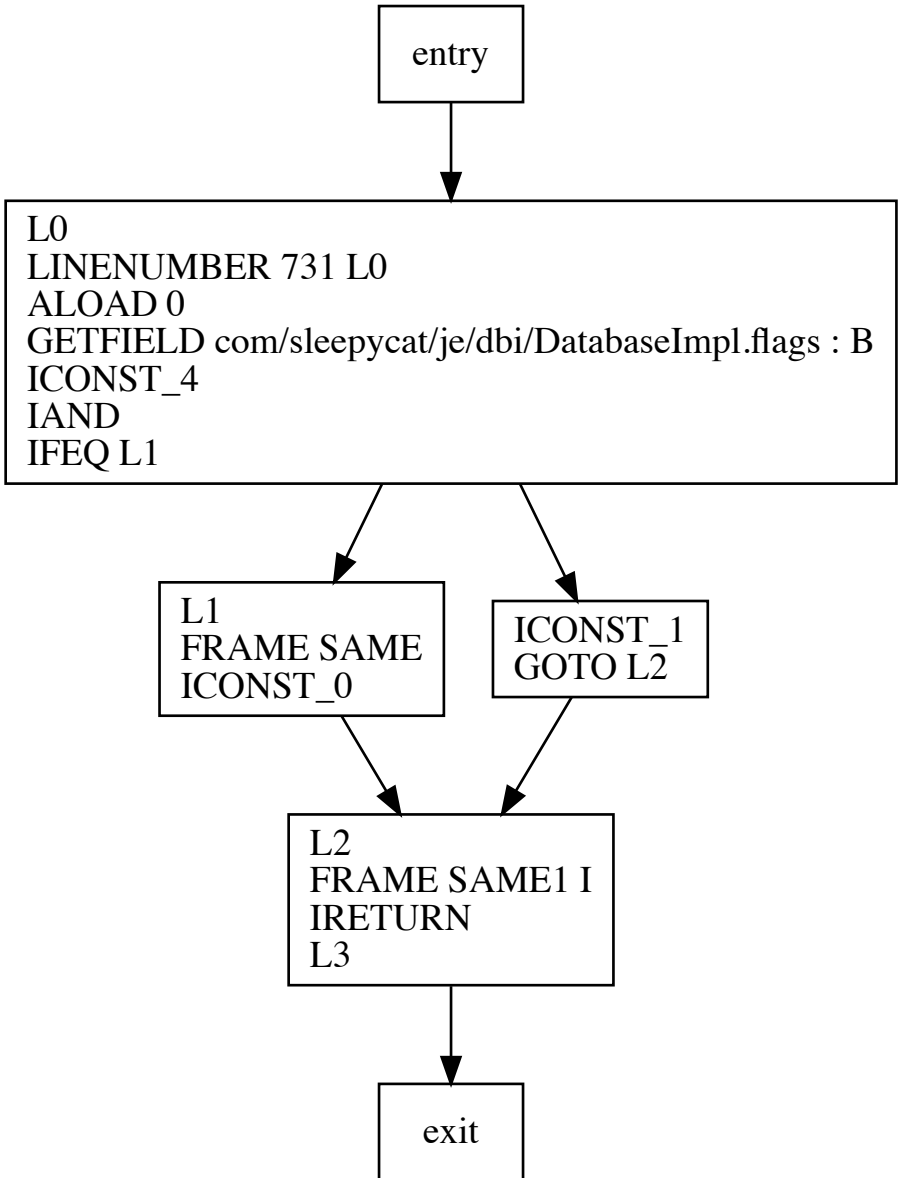 entry
L0
LINENUMBER 731 L0
ALOAD 0
GETFIELD com/sleepycat/je/dbi/DatabaseImpl.flags : B
ICONST_4
IAND
IFEQ L1
L1
FRAME SAME
ICONST_0
ICONST_1
GOTO L2
L2
FRAME SAME1 I
IRETURN
L3
exit